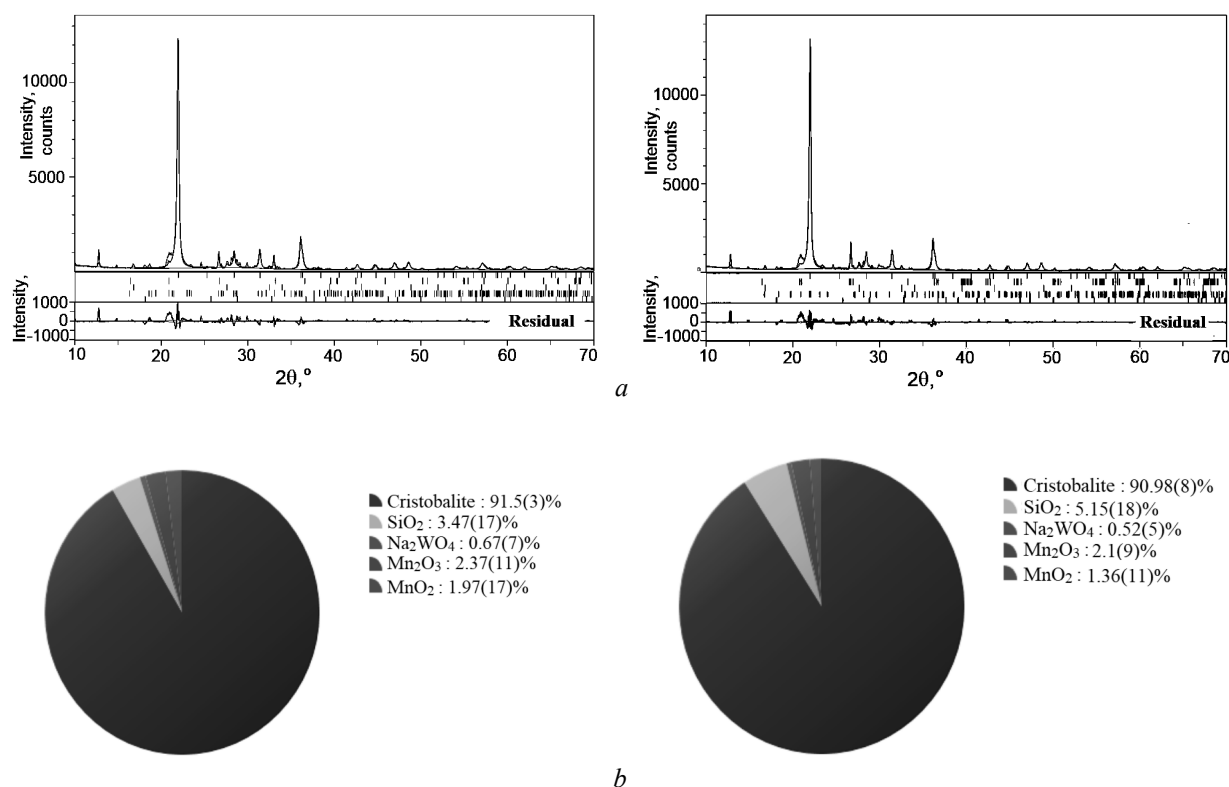 Intensity,
counts
10000
5000
Intensity
1000
0
-1000
Residual
10 20 30 40 50 60 70
2θ, º
Intensity,
counts
10000
5000
0
Intensity
1000
0
-1000
Residual
10 20 30 40 50 60 70
2θ, º
a
Cristobalite : 91.5(3)%
SiO₂ : 3.47(17)%
Na₂WO₄ : 0.67(7)%
Mn₂O₃ : 2.37(11)%
MnO₂ : 1.97(17)%
Cristobalite : 90.98(8)%
SiO₂ : 5.15(18)%
Na₂WO₄ : 0.52(5)%
Mn₂O₃ : 2.1(9)%
MnO₂ : 1.36(11)%
b